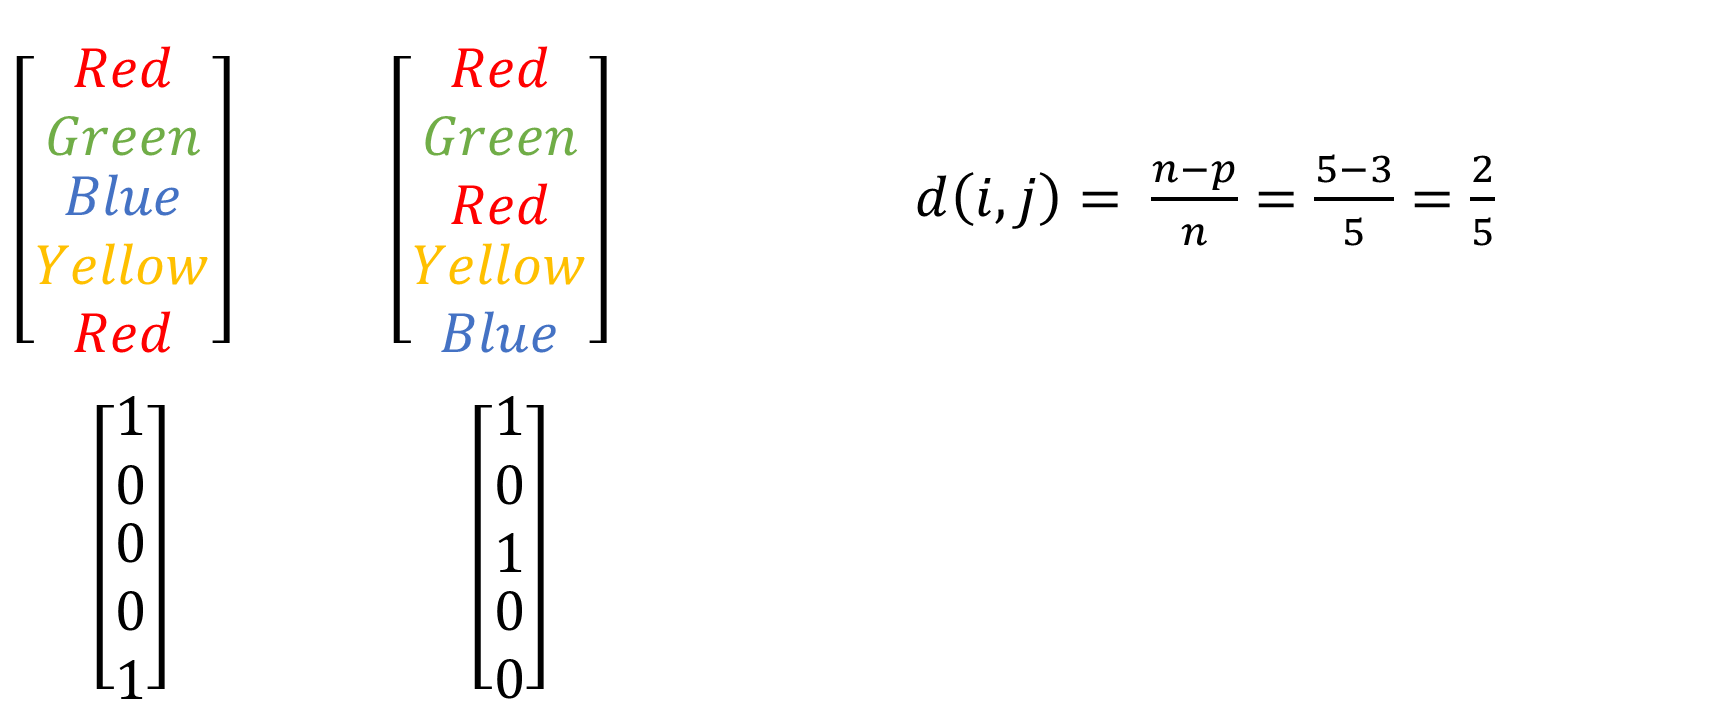 Red Red
Green Green
Blue Red
Yellow Yellow
Red Blue
d(i, j) = n−p/n = 5−3/5 = 2/5
1 1
0 0
0 1
0 0
1 0